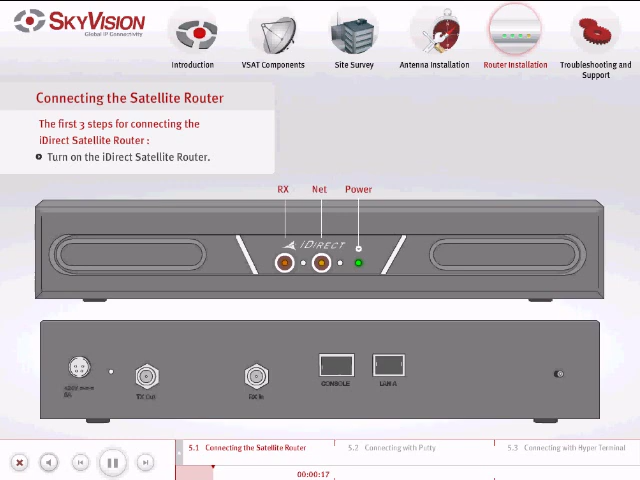 SKYVISION
Global IP Connectivity
Introduction
VSAT Components
Site Survey
Antenna Installation
Router Installation
Troubleshooting and
Support
Connecting the Satellite Router
The first 3 steps for connecting the
iDirect Satellite Router :
Turn on the iDirect Satellite Router.
RX Net Power
iDIRECT
TX Out
RX In
CONSOLE
LAN A
5.1 Connecting the Satellite Router
5.2 Connecting with Putty
5.3 Connecting with Hyper Terminal
00:00:17